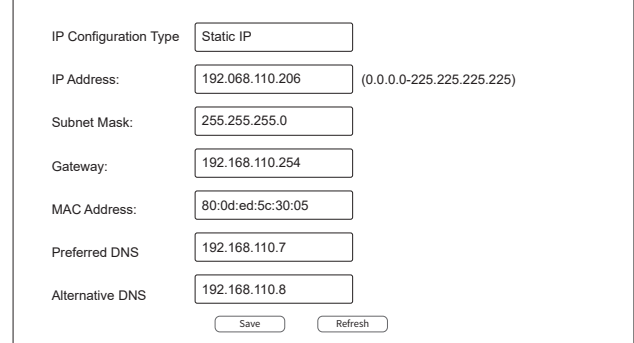 IP Configuration Type Static IP
IP Address: 192.068.110.206 (0.0.0.0-225.225.225.225)
Subnet Mask: 255.255.255.0
Gateway: 192.168.110.254
MAC Address: 80:0d:ed:5c:30:05
Preferred DNS 192.168.110.7
Alternative DNS 192.168.110.8
Save Refresh